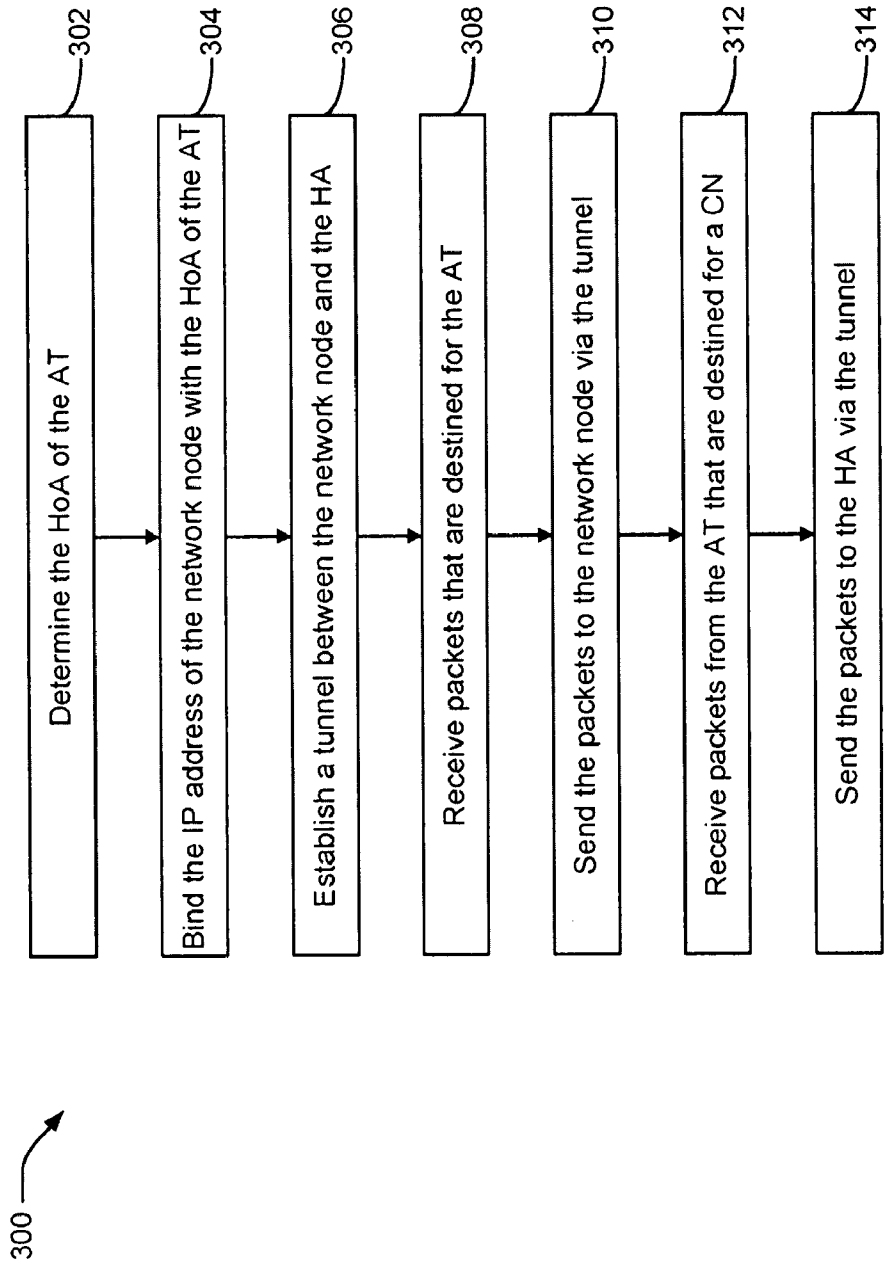 300
Determine the HoA of the AT
302
Bind the IP address of the network node with the HoA of the AT
304
Establish a tunnel between the network node and the HA
306
Receive packets that are destined for the AT
308
Send the packets to the network node via the tunnel
310
Receive packets from the AT that are destined for a CN
312
Send the packets to the HA via the tunnel
314